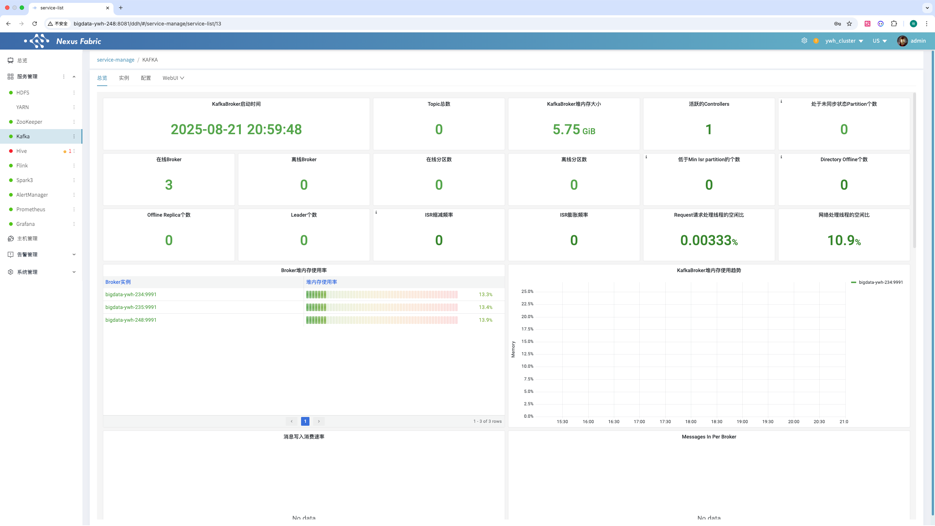 service-list
不安全 bigdata-ywh-248:8081/ddh/#/service-manage/service-list/13
Nexus Fabric
ywh_cluster
US
admin
总览
服务管理
HDFS
YARN
ZooKeeper
Kafka
Hive
2
Flink
Spark3
AlertManager
Prometheus
Grafana
主机管理
告警管理
系统管理
service-manage / KAFKA
总览 实例 配置 WebUI
KafkaBroker启动时间
2025-08-21 20:59:48
Topic总数
0
KafkaBroker堆内存大小
5.75 GiB
活跃的Controllers
1
处于未同步状态Partition个数
0
在线Broker
3
离线Broker
0
在线分区数
0
离线分区数
0
低于Min Isr partition的个数
0
Directory Offline个数
0
Offline Replica个数
0
Leader个数
0
ISR缩减频率
0
ISR膨胀频率
0
Request请求处理线程的空闲比
0.00333%
网络处理线程的空闲比
10.9%
Broker堆内存使用率
Broker实例 堆内存使用率
bigdata-ywh-234:9991 13.3%
bigdata-ywh-235:9991 13.4%
bigdata-ywh-248:9991 13.9%
1
1 - 3 of 3 rows
KafkaBroker堆内存使用趋势
bigdata-ywh-234:9991
Memory
25.0%
22.5%
20.0%
17.5%
15.0%
12.5%
10.0%
7.5%
5.0%
2.5%
0.0%
15:30 16:00 16:30 17:00 17:30 18:00 18:30 19:00 19:30 20:00 20:30 21:0
消息写入消费速率
No data
Messages In Per Broker
No data